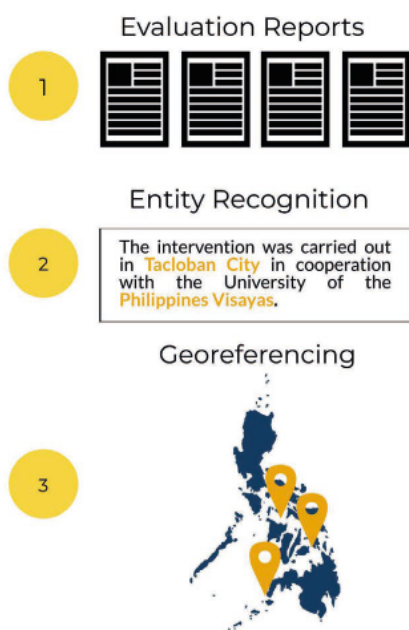 Evaluation Reports
1
Entity Recognition
2
The intervention was carried out
in Tacloban City in cooperation
with the University of the
Philippines Visayas.
Georeferencing
3